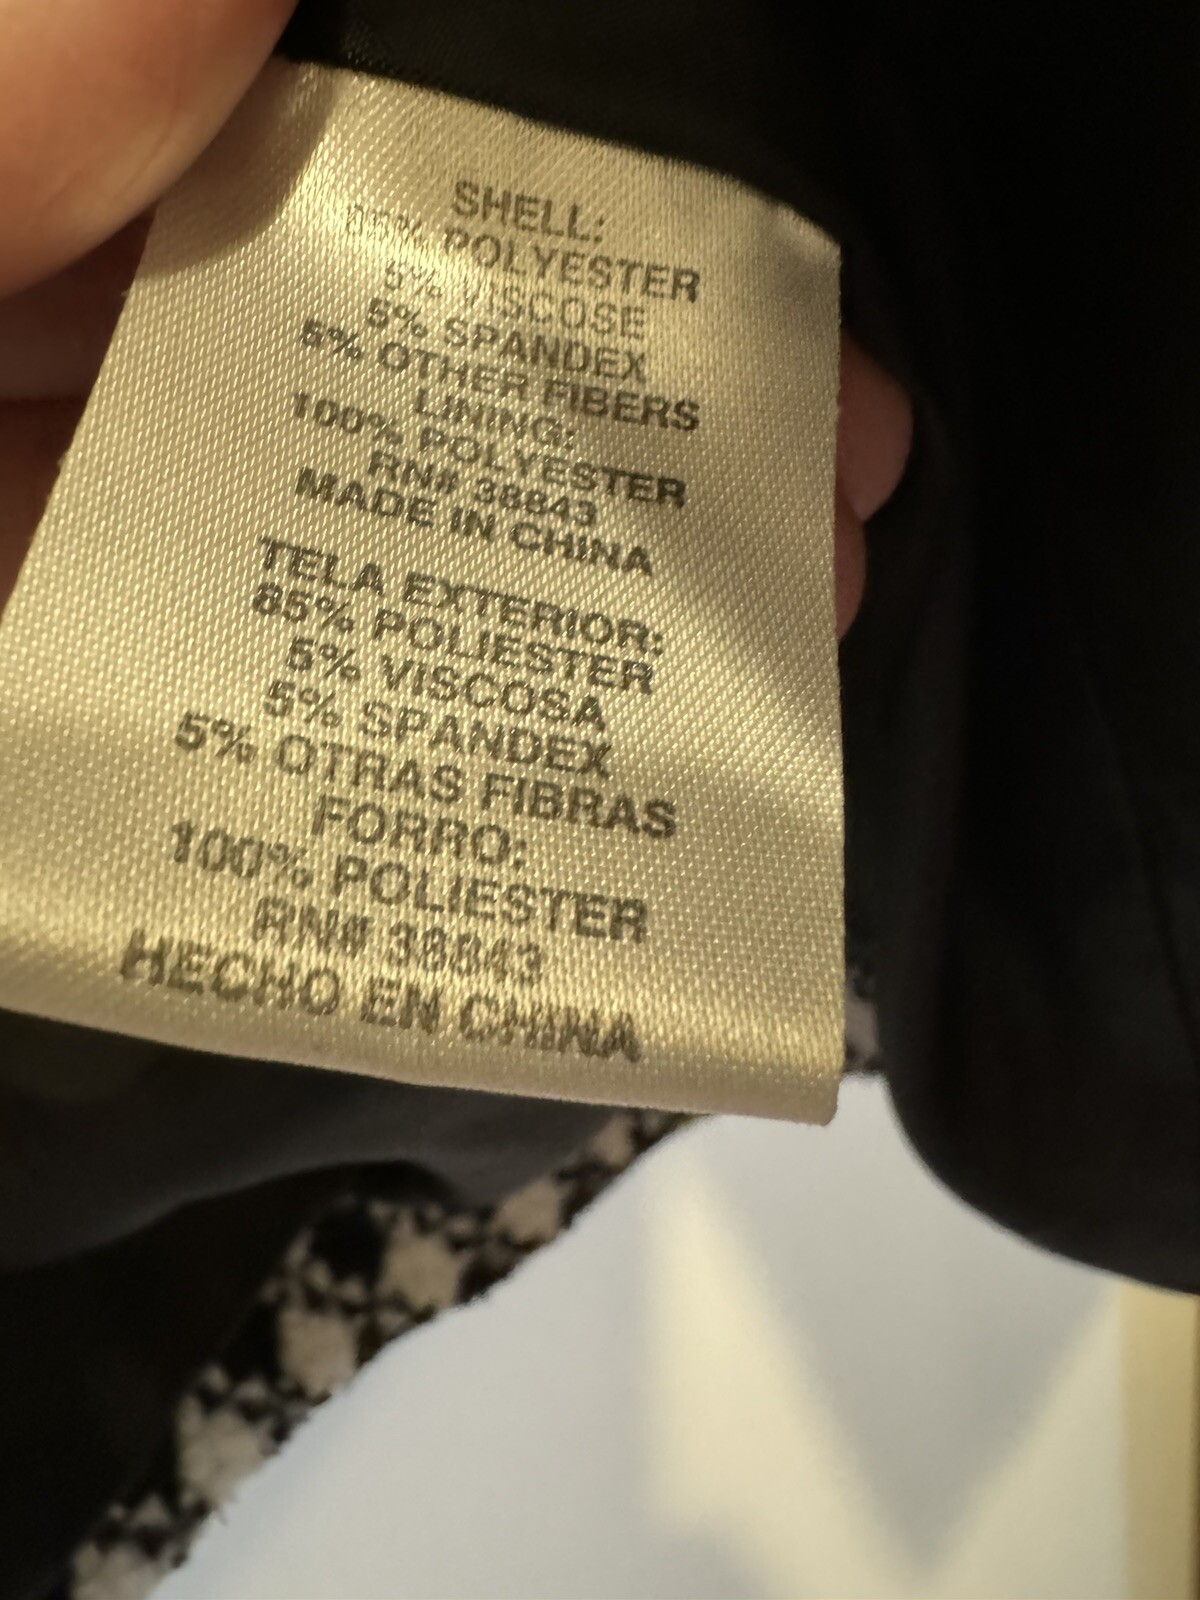 SHELL:
85% POLYESTER
5% VISCOSE
5% SPANDEX
5% OTHER FIBERS
LINING:
100% POLYESTER
RN# 38843
MADE IN CHINA
TELA EXTERIOR:
85% POLIESTER
5% VISCOSA
5% SPANDEX
5% OTRAS FIBRAS
FORRO:
100% POLIESTER
RN# 38843
HECHO EN CHINA